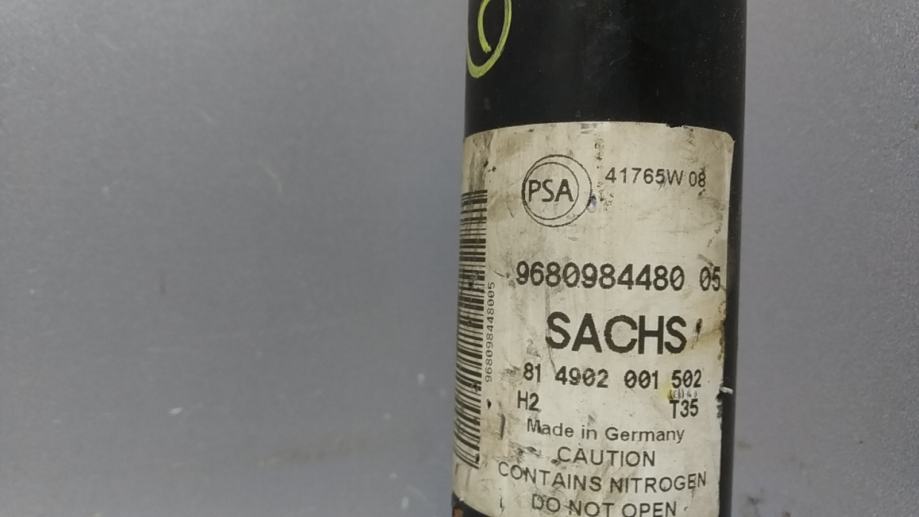 PSA
41765W 08
9680984480 05
968098448005
SACHS
81 4902 001 502
H2 T35
Made in Germany
CAUTION
CONTAINS NITROGEN
DO NOT OPEN